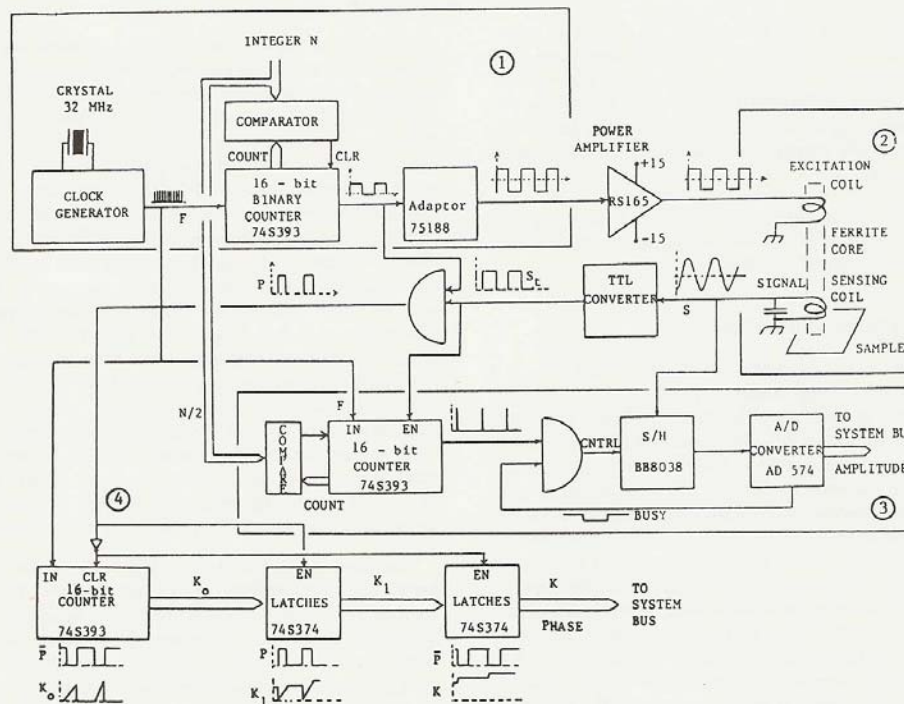 INTEGER N
1
CRYSTAL
32 MHz
COMPARATOR
COUNT
CLR
CLOCK
GENERATOR
F
16 - bit
BINARY
COUNTER
74S393
Adaptor
75188
POWER
AMPLIFIER
+15
RS165
-15
2
EXCITATION
COIL
FERRITE
CORE
P
St
TTL
CONVERTER
S
SIGNAL
SENSING
COIL
SAMPLE
N/2
F
COMPARE
IN EN
16 - bit
COUNTER
74S393
COUNT
CNTRL
S/H
BB8038
A/D
CONVERTER
AD 574
TO
SYSTEM BU
AMPLITUDE
BUSY
3
4
IN CLR
16-bit
COUNTER
74S393
Ko
EN
LATCHES
74S374
K1
EN
LATCHES
74S374
K
PHASE
TO
SYSTEM
BUS
P̅
P
P̅
Ko
K1
K